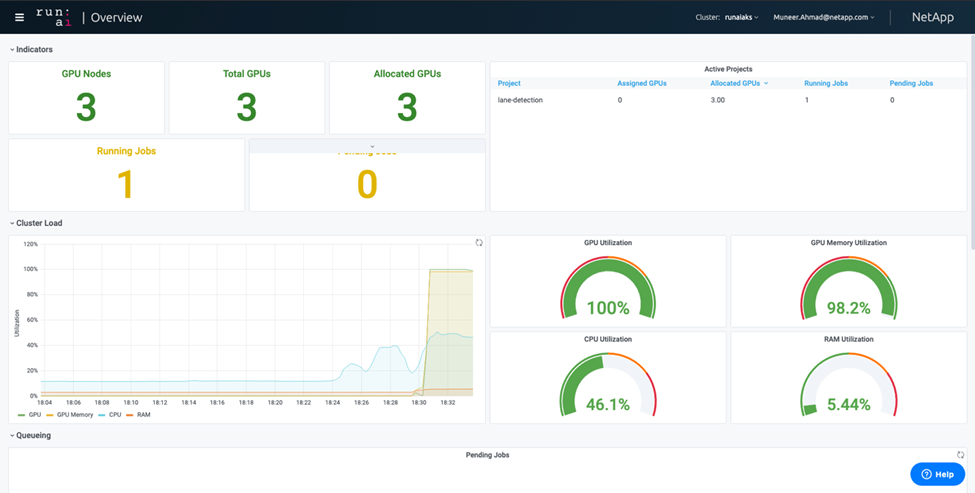 run:
ai
| Overview
Cluster: runaiaks
Muneer.Ahmad@netapp.com
NetApp
Indicators
GPU Nodes
3
Total GPUs
3
Allocated GPUs
3
Running Jobs
1
Pending Jobs
0
Active Projects
Project Assigned GPUs Allocated GPUs Running Jobs Pending Jobs
lane-detection 0 3.00 1 0
Cluster Load
120%
100%
80%
60%
40%
20%
0%
Utilization
18:04 18:06 18:08 18:10 18:12 18:14 18:16 18:18 18:20 18:22 18:24 18:26 18:28 18:30 18:32
GPU GPU Memory CPU RAM
GPU Utilization
100%
GPU Memory Utilization
98.2%
CPU Utilization
46.1%
RAM Utilization
5.44%
Queueing
Pending Jobs
Help